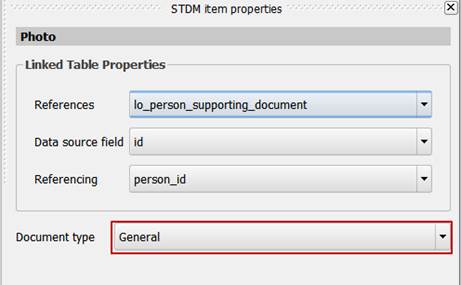 STDM item properties
Photo
Linked Table Properties
References lo_person_supporting_document
Data source field id
Referencing person_id
Document type General